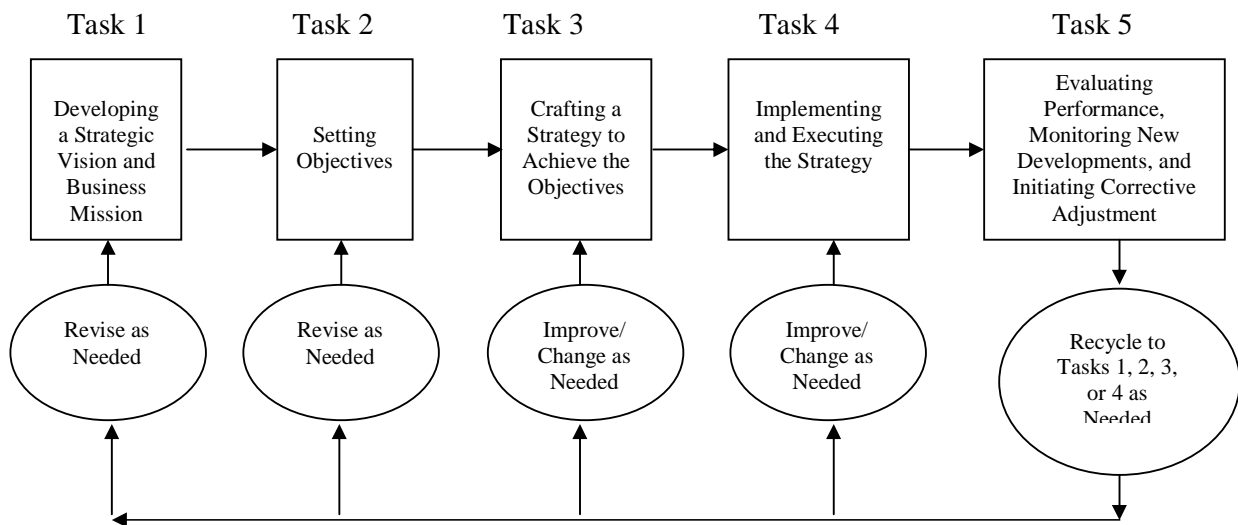 Task 1
Task 2
Task 3
Task 4
Task 5
Developing
a Strategic
Vision and
Business
Mission
Setting
Objectives
Crafting a
Strategy to
Achieve the
Objectives
Implementing
and Executing
the Strategy
Evaluating
Performance,
Monitoring New
Developments, and
Initiating Corrective
Adjustment
Revise as
Needed
Revise as
Needed
Improve/
Change as
Needed
Improve/
Change as
Needed
Recycle to
Tasks 1, 2, 3,
or 4 as
Needed